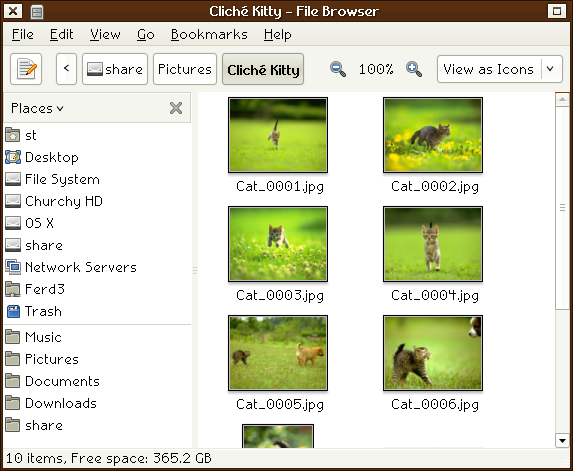 Cliché Kitty - File Browser
File Edit View Go Bookmarks Help
< share Pictures Cliché Kitty 100% View as Icons
Places
st
Desktop
File System
Churchy HD
OS X
share
Network Servers
Ferd3
Trash
Music
Pictures
Documents
Downloads
share
Cat_0001.jpg Cat_0002.jpg
Cat_0003.jpg Cat_0004.jpg
Cat_0005.jpg Cat_0006.jpg
10 items, Free space: 365.2 GB